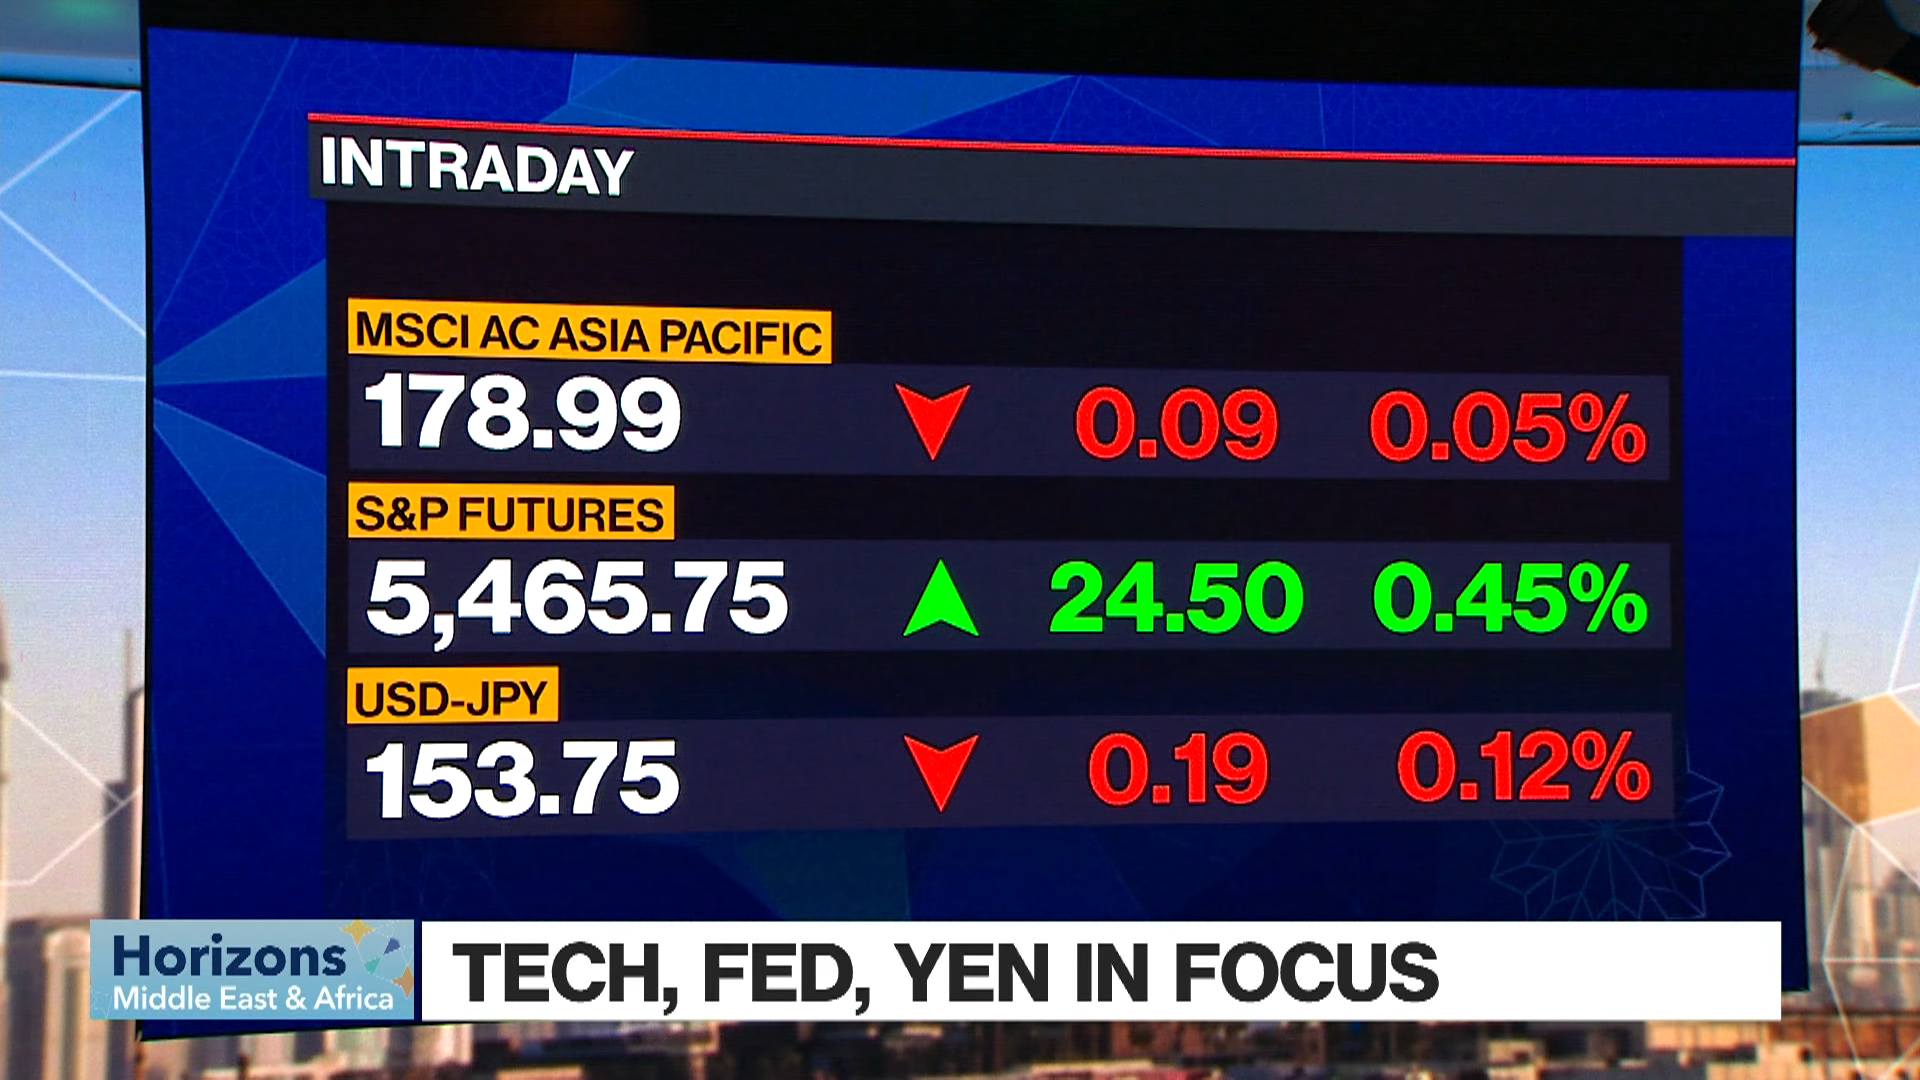 INTRADAY
MSCI AC ASIA PACIFIC
178.99 ▼ 0.09 0.05%
S&P FUTURES
5,465.75 ▲ 24.50 0.45%
USD-JPY
153.75 ▼ 0.19 0.12%
Horizons
Middle East & Africa
TECH, FED, YEN IN FOCUS